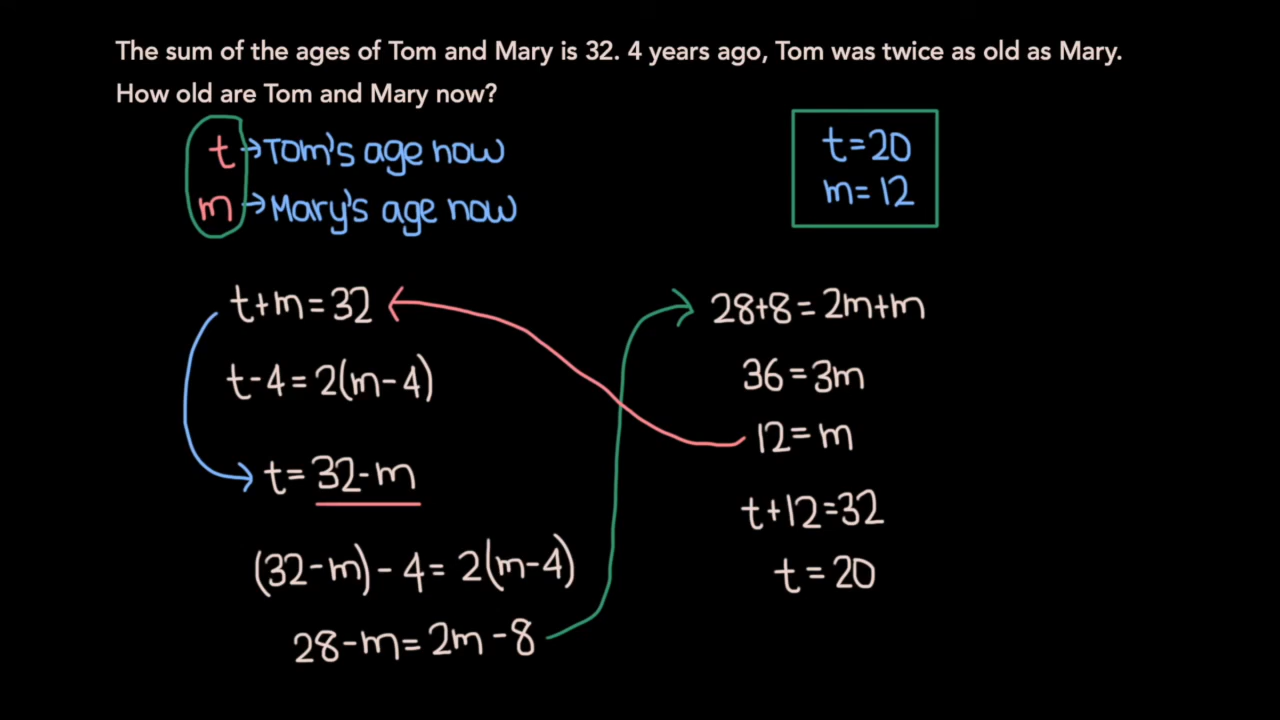 The sum of the ages of Tom and Mary is 32. 4 years ago, Tom was twice as old as Mary.
How old are Tom and Mary now?
t → Tom's age now
m → Mary's age now
t=20
m=12
t+m=32
t-4=2(m-4)
t=32-m
(32-m)-4=2(m-4)
28-m=2m-8
28+8=2m+m
36=3m
12=m
t+12=32
t=20